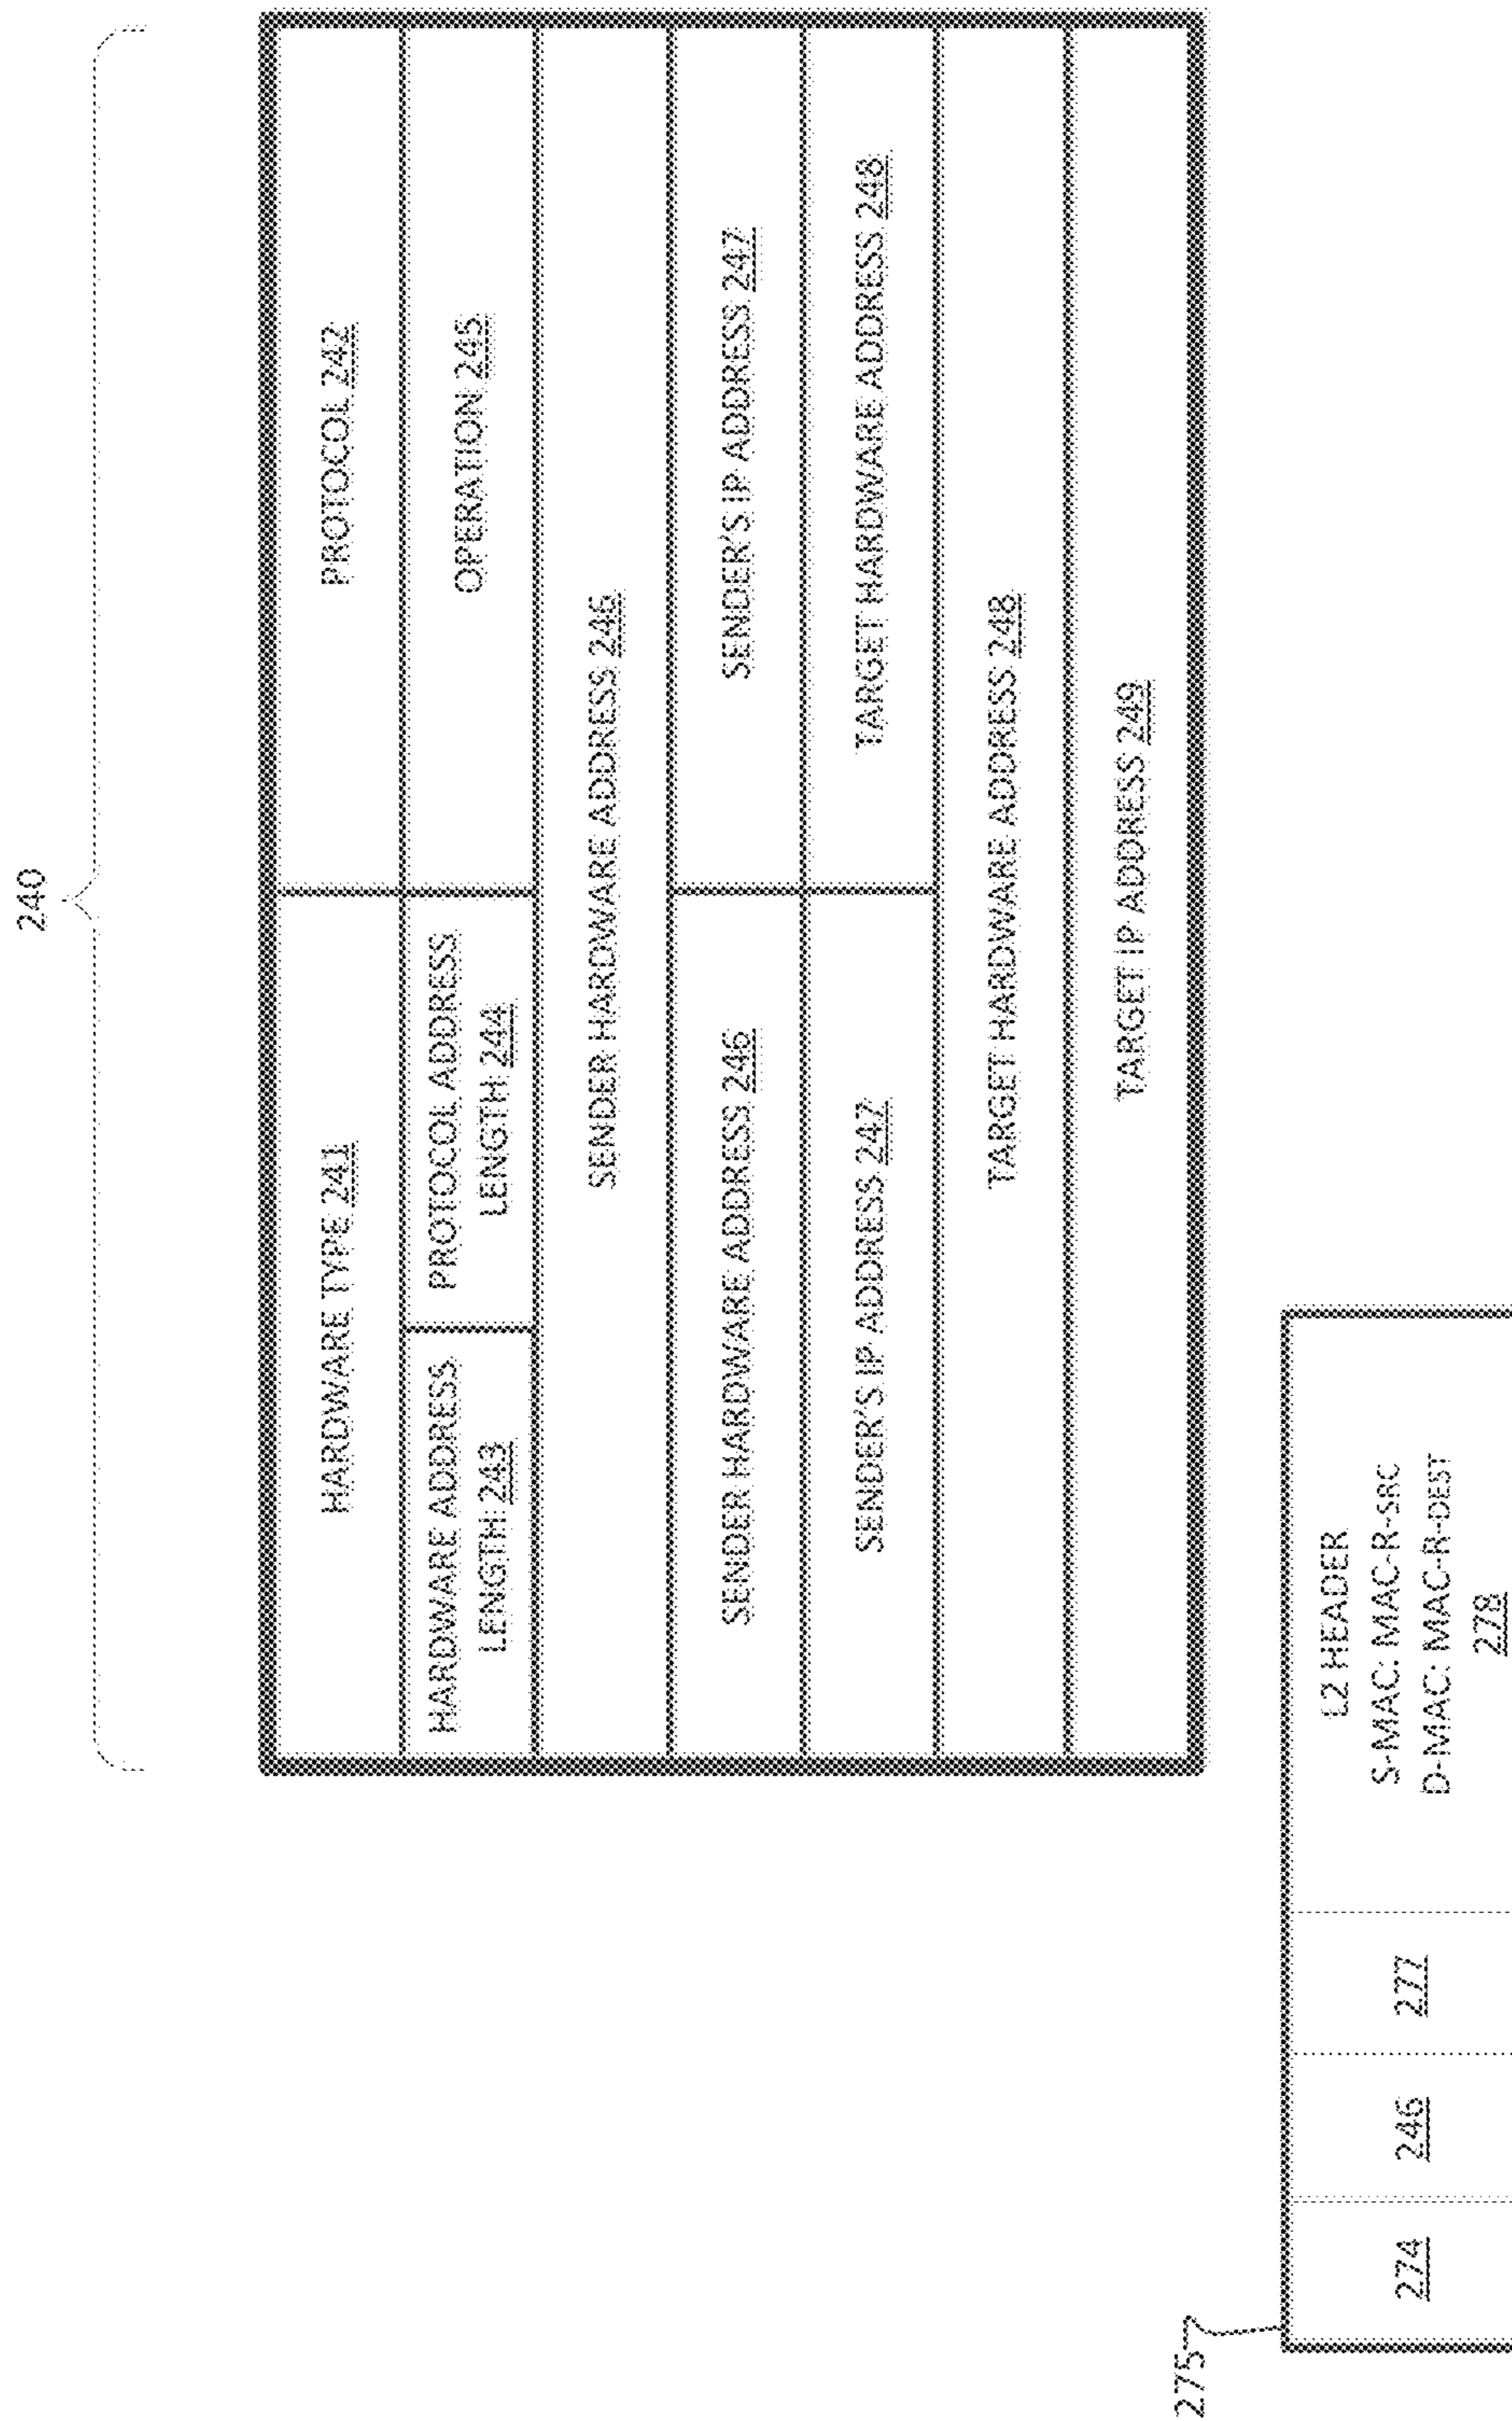 240
HARDWARE TYPE 241
PROTOCOL 242
HARDWARE ADDRESS
LENGTH 243
PROTOCOL ADDRESS
LENGTH 244
OPERATION 245
SENDER HARDWARE ADDRESS 246
SENDER HARDWARE ADDRESS 246
SENDER'S IP ADDRESS 247
SENDER'S IP ADDRESS 247
TARGET HARDWARE ADDRESS 248
TARGET HARDWARE ADDRESS 248
TARGET IP ADDRESS 249
275
274
246
277
L2 HEADER
S-MAC: MAC-R-SRC
D-MAC: MAC-R-DEST
278